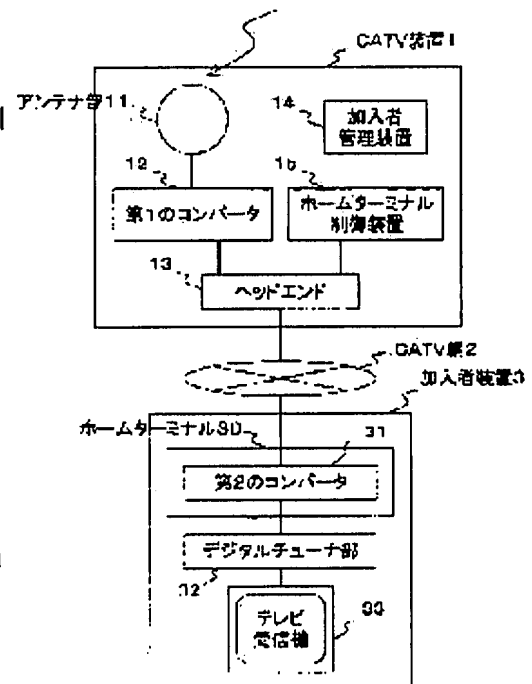 CATV装置1
アンテナ部11
14
加入者
管理装置
12
第1のコンバータ
15
ホームターミナル
制御装置
13
ヘッドエンド
CATV網2
加入者装置3
ホームターミナル30
31
第2のコンバータ
デジタルチューナ部
32
テレビ
受信機
33